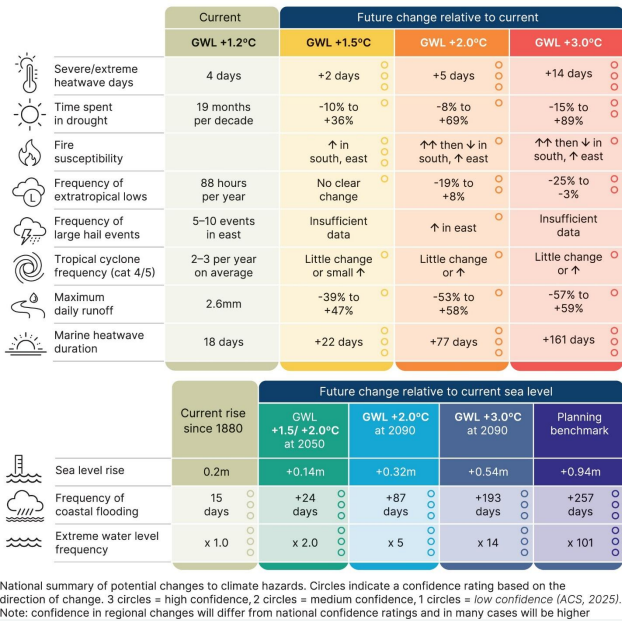 Current Future change relative to current
GWL +1.2ºC GWL +1.5ºC GWL +2.0ºC GWL +3.0ºC
Severe/extreme
heatwave days 4 days +2 days +5 days +14 days
Time spent
in drought 19 months
per decade -10% to
+36% -8% to
+69% -15% to
+89%
Fire
susceptibility ↑ in
south, east ↑↑ then ↓ in
south, ↑ east ↑↑ then ↓ in
south, ↑ east
Frequency of
extratropical lows L 88 hours
per year No clear
change -19% to
+8% -25% to
-3%
Frequency of
large hail events 5–10 events
in east Insufficient
data ↑ in east Insufficient
data
Tropical cyclone
frequency (cat 4/5) 2–3 per year
on average Little change
or small ↑ Little change
or ↑ Little change
or ↑
Maximum
daily runoff 2.6mm -39% to
+47% -53% to
+58% -57% to
+59%
Marine heatwave
duration 18 days +22 days +77 days +161 days
Future change relative to current sea level
Current rise
since 1880 GWL
+1.5/ +2.0ºC
at 2050 GWL +2.0ºC
at 2090 GWL +3.0ºC
at 2090 Planning
benchmark
Sea level rise 0.2m +0.14m +0.32m +0.54m +0.94m
Frequency of
coastal flooding 15
days +24
days +87
days +193
days +257
days
Extreme water level
frequency x 1.0 x 2.0 x 5 x 14 x 101
National summary of potential changes to climate hazards. Circles indicate a confidence rating based on the
direction of change. 3 circles = high confidence, 2 circles = medium confidence, 1 circles = low confidence (ACS, 2025).
Note: confidence in regional changes will differ from national confidence ratings and in many cases will be higher